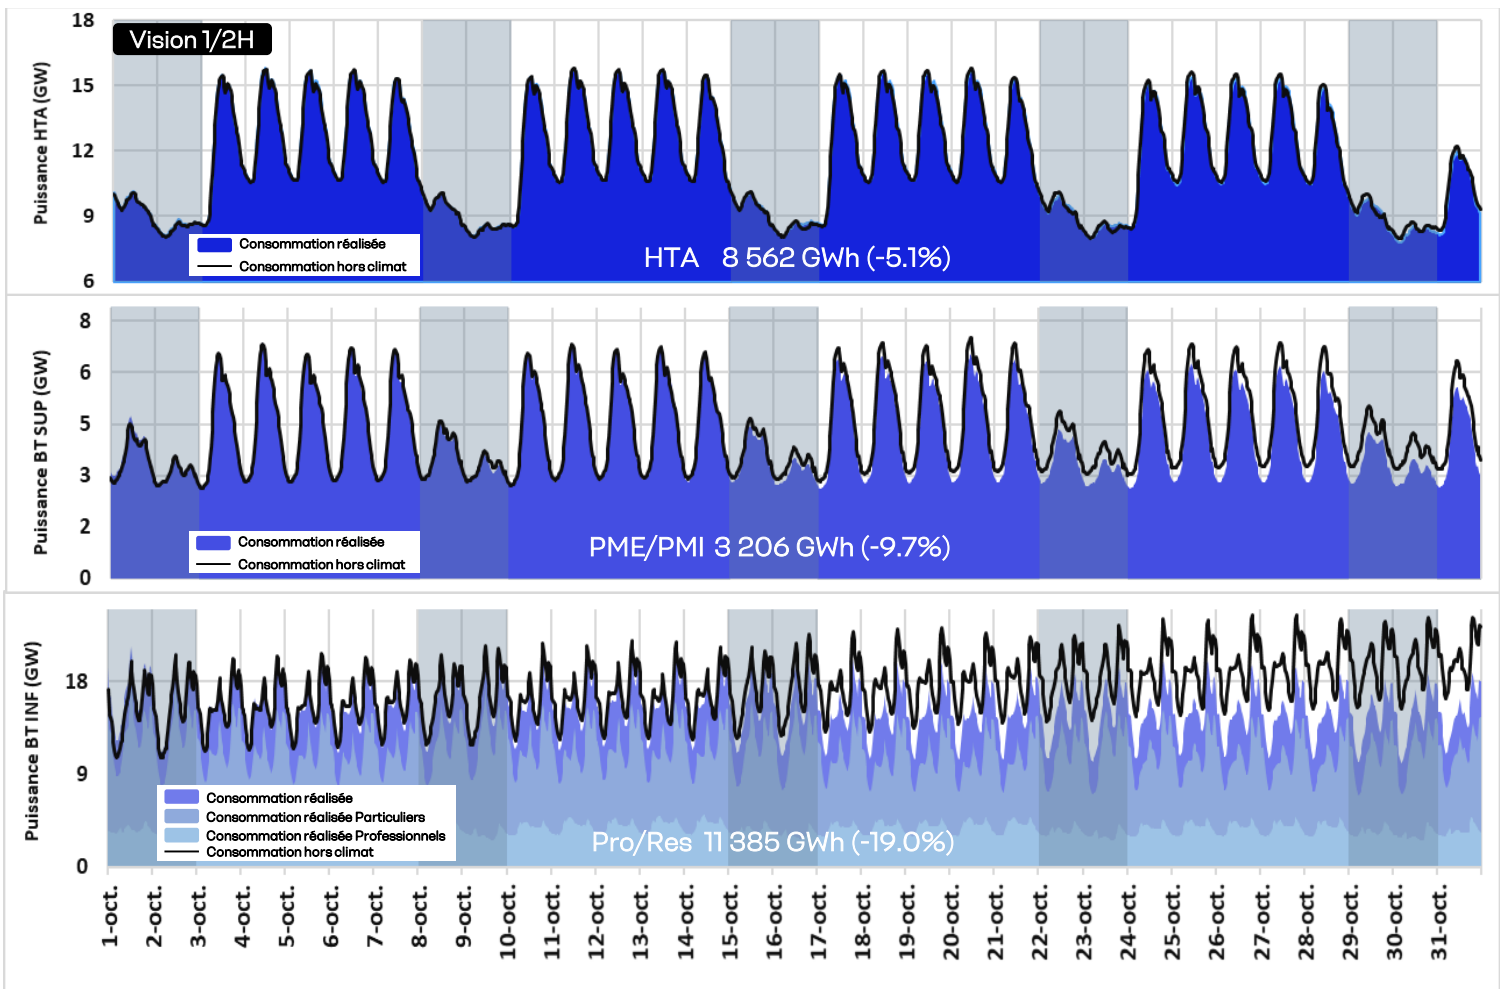 Vision 1/2H
Puissance HTA (GW)
18
15
12
9
6
Consommation réalisée
Consommation hors climat
HTA 8 562 GWh (-5.1%)
Puissance BT SUP (GW)
8
6
5
3
2
0
Consommation réalisée
Consommation hors climat
PME/PMI 3 206 GWh (-9.7%)
Puissance BT INF (GW)
18
9
0
Consommation réalisée
Consommation réalisée Particuliers
Consommation réalisée Professionnels
Consommation hors climat
Pro/Res 11 385 GWh (-19.0%)
1-oct.
2-oct.
3-oct.
4-oct.
5-oct.
6-oct.
7-oct.
8-oct.
9-oct.
10-oct.
11-oct.
12-oct.
13-oct.
14-oct.
15-oct.
16-oct.
17-oct.
18-oct.
19-oct.
20-oct.
21-oct.
22-oct.
23-oct.
24-oct.
25-oct.
26-oct.
27-oct.
28-oct.
29-oct.
30-oct.
31-oct.